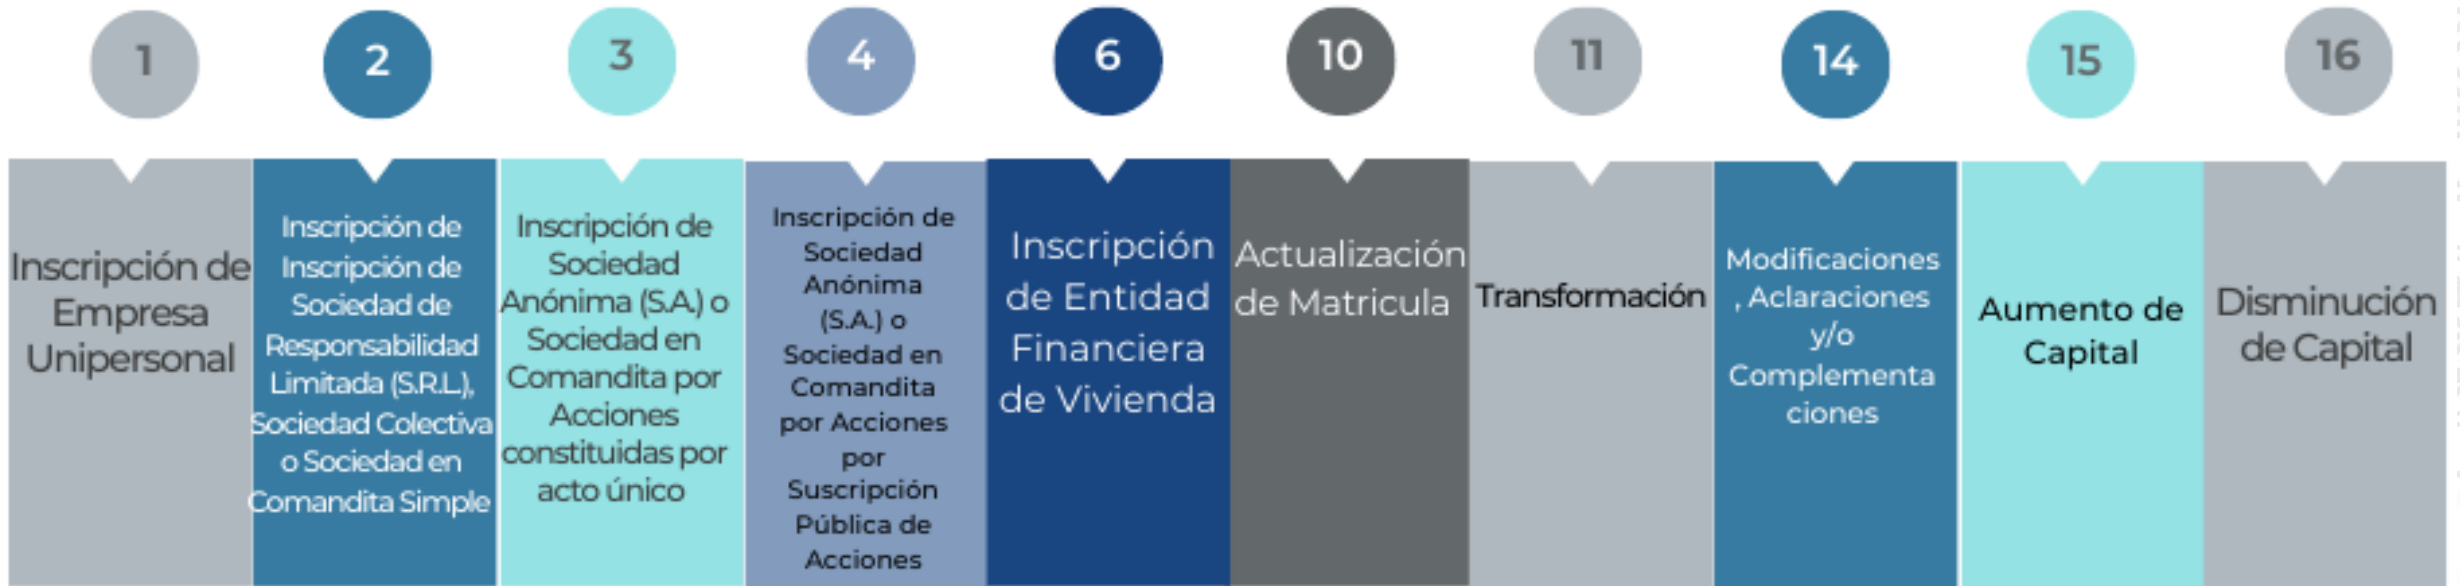 1
2
3
4
6
10
11
14
15
16
Inscripción de
Empresa
Unipersonal
Inscripción de
Inscripción de
Sociedad de
Responsabilidad
Limitada (S.R.L.),
Sociedad Colectiva
o Sociedad en
Comandita Simple
Inscripción de
Sociedad
Anónima (S.A.) o
Sociedad en
Comandita por
Acciones
constituidas por
acto único
Inscripción de
Sociedad
Anónima
(S.A.) o
Sociedad en
Comandita
por Acciones
por
Suscripción
Pública de
Acciones
Inscripción
de Entidad
Financiera
de Vivienda
Actualización
de Matricula
Transformación
Modificaciones
, Aclaraciones
y/o
Complementa
ciones
Aumento de
Capital
Disminución
de Capital